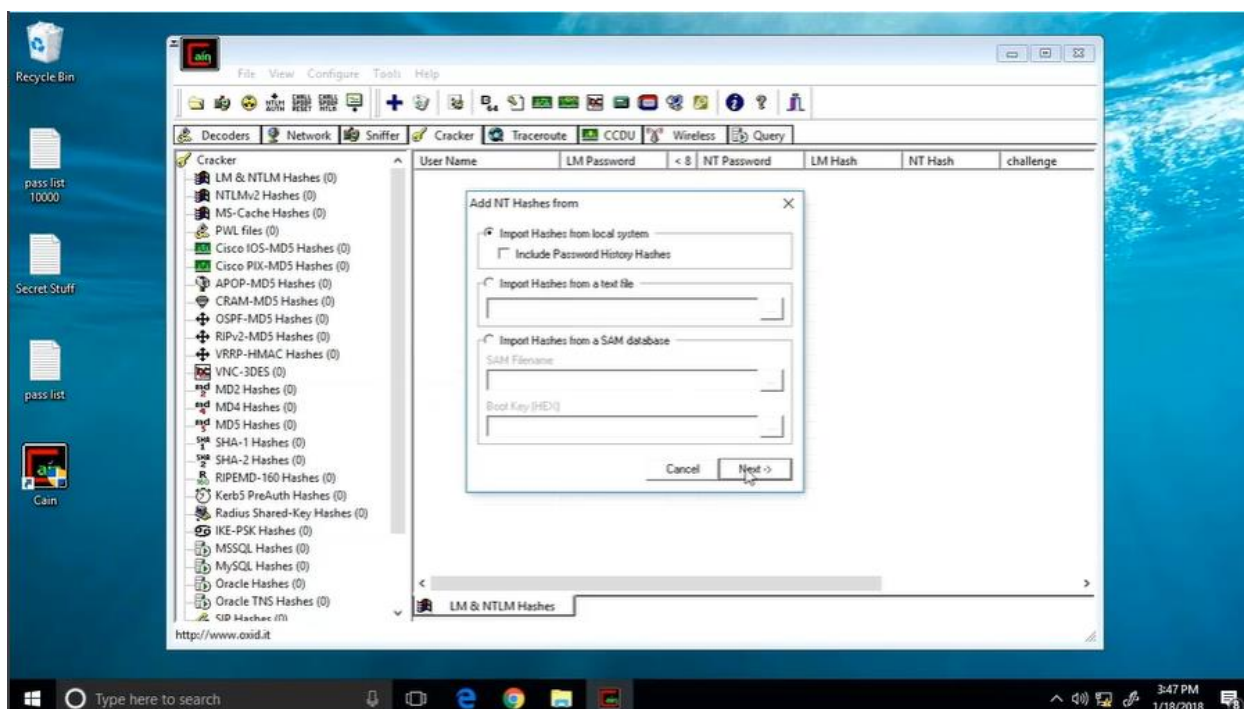 Recycle Bin
pass list
10000
Secret Stuff
pass list
Cain
File View Configure Tools Help
Decoders Network Sniffer Cracker Traceroute CCDU Wireless Query
Cracker
LM & NTLM Hashes (0)
NTLMv2 Hashes (0)
MS-Cache Hashes (0)
PWL files (0)
Cisco IOS-MD5 Hashes (0)
Cisco PIX-MD5 Hashes (0)
APOP-MD5 Hashes (0)
CRAM-MD5 Hashes (0)
OSPF-MD5 Hashes (0)
RIPv2-MD5 Hashes (0)
VRRP-HMAC Hashes (0)
VNC-3DES (0)
MD2 Hashes (0)
MD4 Hashes (0)
MD5 Hashes (0)
SHA-1 Hashes (0)
SHA-2 Hashes (0)
RIPEMD-160 Hashes (0)
Kerb5 PreAuth Hashes (0)
Radius Shared-Key Hashes (0)
IKE-PSK Hashes (0)
MSSQL Hashes (0)
MySQL Hashes (0)
Oracle Hashes (0)
Oracle TNS Hashes (0)
SIP Hashes (0)
User Name LM Password < 8 NT Password LM Hash NT Hash challenge
Add NT Hashes from
Import Hashes from local system
Include Password History Hashes
Import Hashes from a text file
Import Hashes from a SAM database
SAM Filename
Boot Key (HEX)
Cancel Next ->
LM & NTLM Hashes
http://www.oxid.it
Type here to search
3:47 PM
1/18/2018